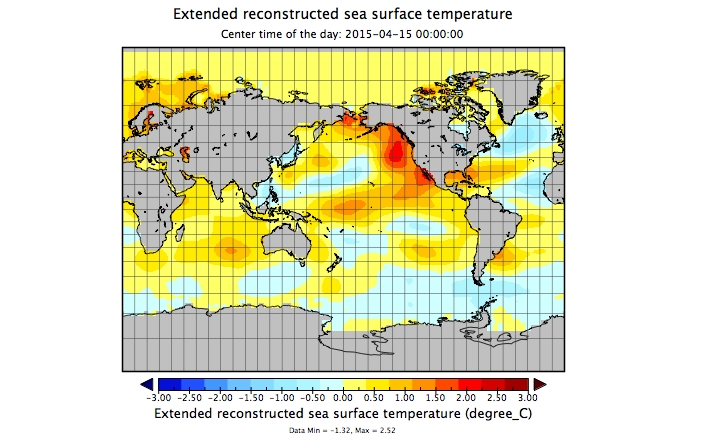 Extended reconstructed sea surface temperature
Center time of the day: 2015-04-15 00:00:00
-3.00 -2.50 -2.00 -1.50 -1.00 -0.50 0.00 0.50 1.00 1.50 2.00 2.50 3.00
Extended reconstructed sea surface temperature (degree_C)
Data Min = -1.32, Max = 2.52